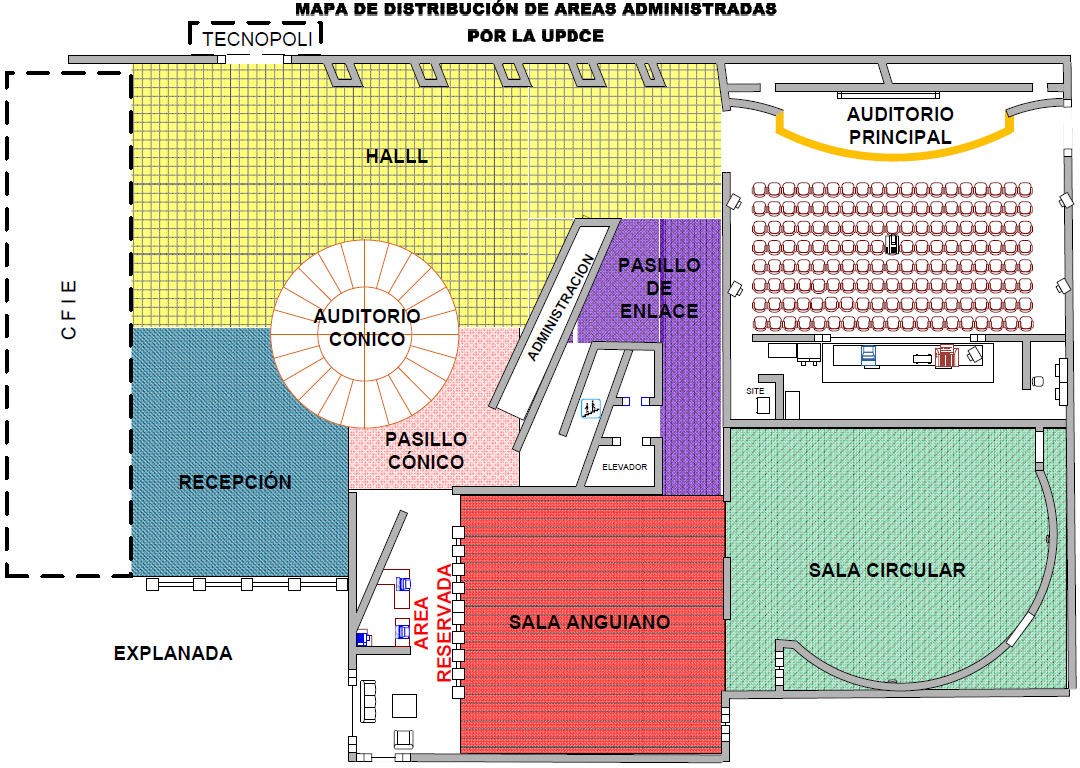 MAPA DE DISTRIBUCIÓN DE AREAS ADMINISTRADAS
POR LA UPDCE
TECNOPOLI
HALLL
AUDITORIO
PRINCIPAL
C F I E
AUDITORIO
CONICO
ADMINISTRACION
PASILLO
DE
ENLACE
SITE
PASILLO
CÓNICO
ELEVADOR
RECEPCIÓN
SALA CIRCULAR
AREA
RESERVADA
SALA ANGUIANO
EXPLANADA